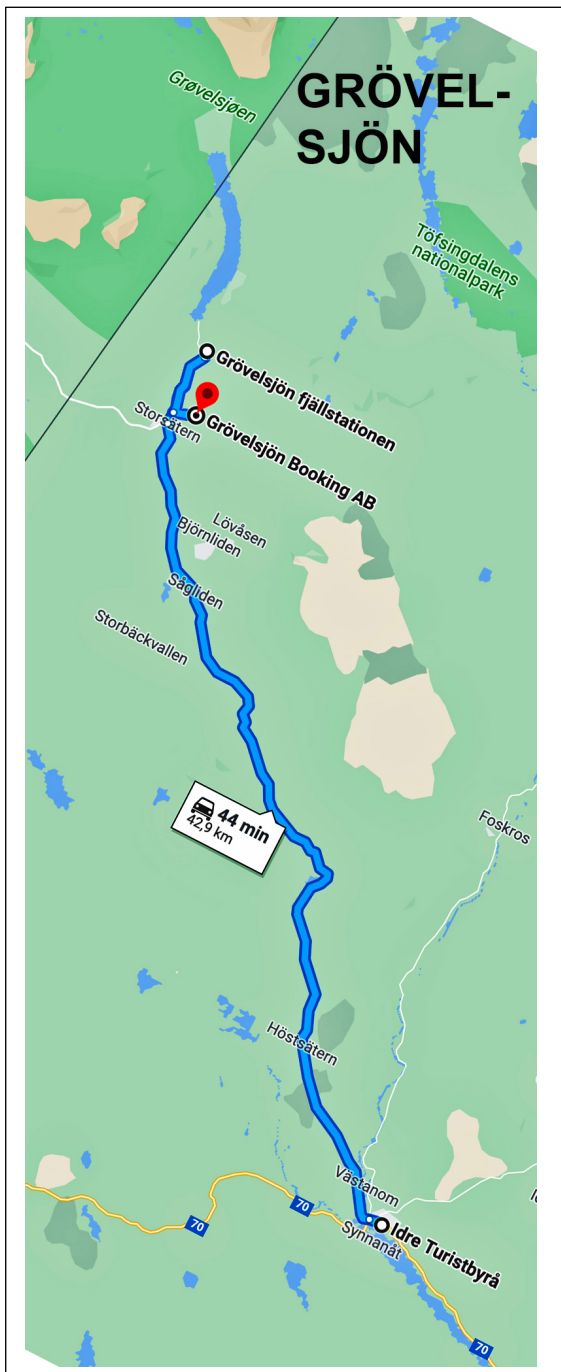 GRÖVEL-
SJÖN
Grøvelsjøen
Töfsingdalens
nationalpark
Grövelsjön fjällstationen
Storsätern
Grövelsjön Booking AB
Lövåsen
Björnliden
Sågliden
Storbäckvallen
44 min
42,9 km
Foskros
Höstsätern
Västanom
70
70
Synnanåt
Idre Turistbyrå
70